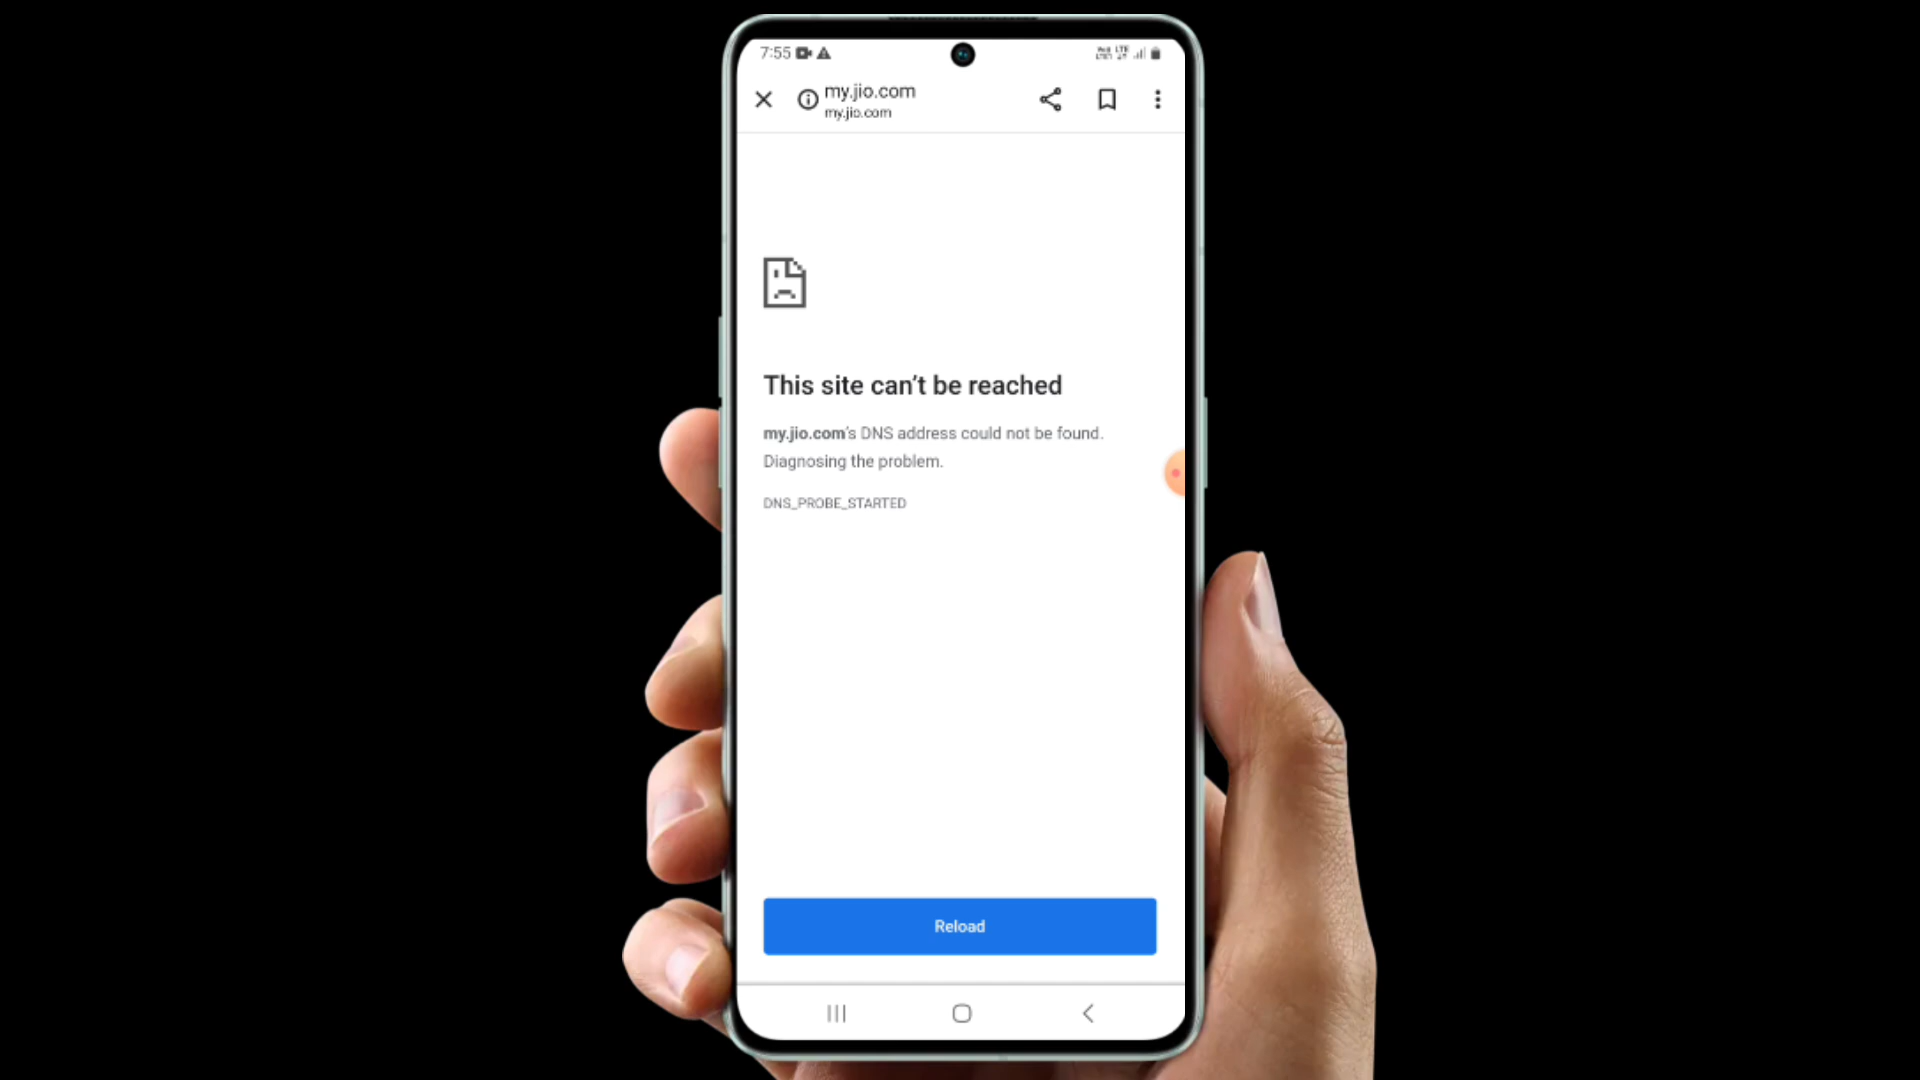 7:55
LTE
my.jio.com
my.jio.com
This site can't be reached
my.jio.com's DNS address could not be found.
Diagnosing the problem.
DNS_PROBE_STARTED
Reload